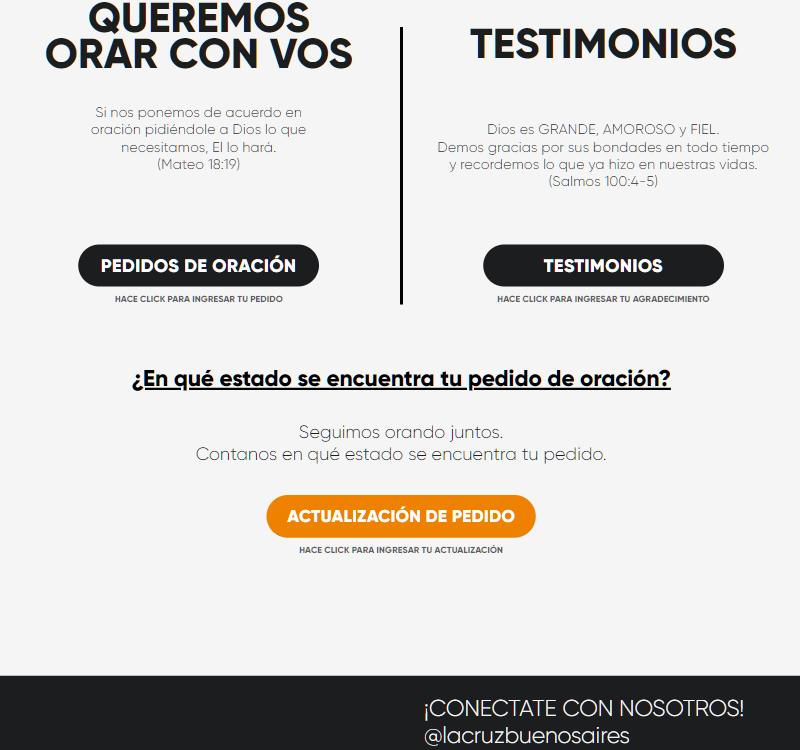 QUEREMOS
ORAR CON VOS
Si nos ponemos de acuerdo en
oración pidiéndole a Dios lo que
necesitamos, El lo hará.
(Mateo 18:19)
PEDIDOS DE ORACIÓN
HACE CLICK PARA INGRESAR TU PEDIDO
TESTIMONIOS
Dios es GRANDE, AMOROSO y FIEL.
Demos gracias por sus bondades en todo tiempo
y recordemos lo que ya hizo en nuestras vidas.
(Salmos 100:4-5)
TESTIMONIOS
HACE CLICK PARA INGRESAR TU AGRADECIMIENTO
¿En qué estado se encuentra tu pedido de oración?
Seguimos orando juntos.
Contanos en qué estado se encuentra tu pedido.
ACTUALIZACIÓN DE PEDIDO
HACE CLICK PARA INGRESAR TU ACTUALIZACIÓN
¡CONECTATE CON NOSOTROS!
@lacruzbuenosaires